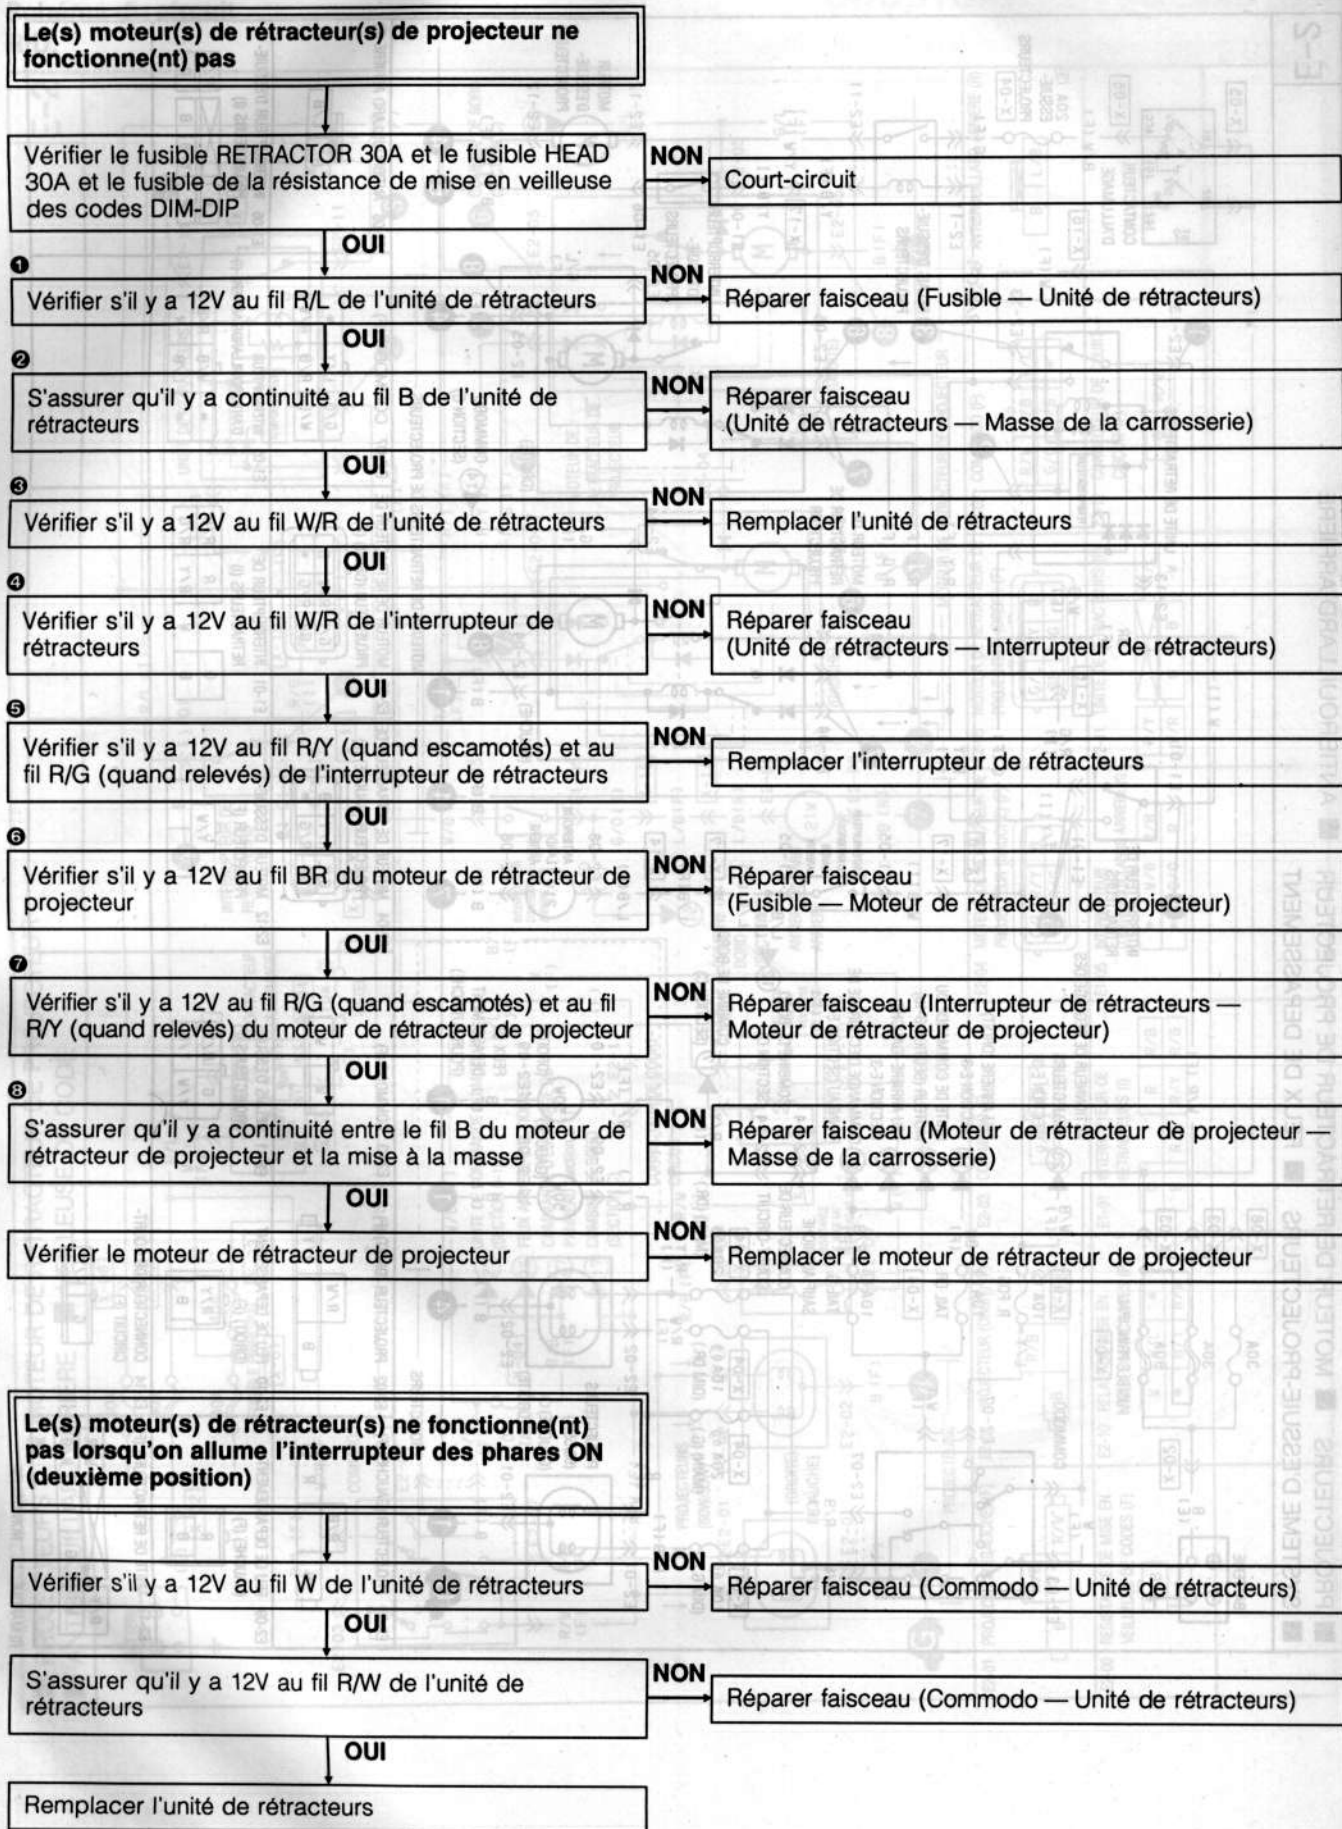 Le(s) moteur(s) de rétracteur(s) de projecteur ne
fonctionne(nt) pas
Vérifier le fusible RETRACTOR 30A et le fusible HEAD
30A et le fusible de la résistance de mise en veilleuse
des codes DIM-DIP
NON
Court-circuit
OUI
❶
Vérifier s'il y a 12V au fil R/L de l'unité de rétracteurs
NON
Réparer faisceau (Fusible — Unité de rétracteurs)
OUI
❷
S'assurer qu'il y a continuité au fil B de l'unité de
rétracteurs
NON
Réparer faisceau
(Unité de rétracteurs — Masse de la carrosserie)
OUI
❸
Vérifier s'il y a 12V au fil W/R de l'unité de rétracteurs
NON
Remplacer l'unité de rétracteurs
OUI
❹
Vérifier s'il y a 12V au fil W/R de l'interrupteur de
rétracteurs
NON
Réparer faisceau
(Unité de rétracteurs — Interrupteur de rétracteurs)
OUI
❺
Vérifier s'il y a 12V au fil R/Y (quand escamotés) et au
fil R/G (quand relevés) de l'interrupteur de rétracteurs
NON
Remplacer l'interrupteur de rétracteurs
OUI
❻
Vérifier s'il y a 12V au fil BR du moteur de rétracteur de
projecteur
NON
Réparer faisceau
(Fusible — Moteur de rétracteur de projecteur)
OUI
❼
Vérifier s'il y a 12V au fil R/G (quand escamotés) et au fil
R/Y (quand relevés) du moteur de rétracteur de projecteur
NON
Réparer faisceau (Interrupteur de rétracteurs —
Moteur de rétracteur de projecteur)
OUI
❽
S'assurer qu'il y a continuité entre le fil B du moteur de
rétracteur de projecteur et la mise à la masse
NON
Réparer faisceau (Moteur de rétracteur de projecteur —
Masse de la carrosserie)
OUI
Vérifier le moteur de rétracteur de projecteur
NON
Remplacer le moteur de rétracteur de projecteur
Le(s) moteur(s) de rétracteur(s) ne fonctionne(nt)
pas lorsqu'on allume l'interrupteur des phares ON
(deuxième position)
Vérifier s'il y a 12V au fil W de l'unité de rétracteurs
NON
Réparer faisceau (Commodo — Unité de rétracteurs)
OUI
S'assurer qu'il y a 12V au fil R/W de l'unité de
rétracteurs
NON
Réparer faisceau (Commodo — Unité de rétracteurs)
OUI
Remplacer l'unité de rétracteurs